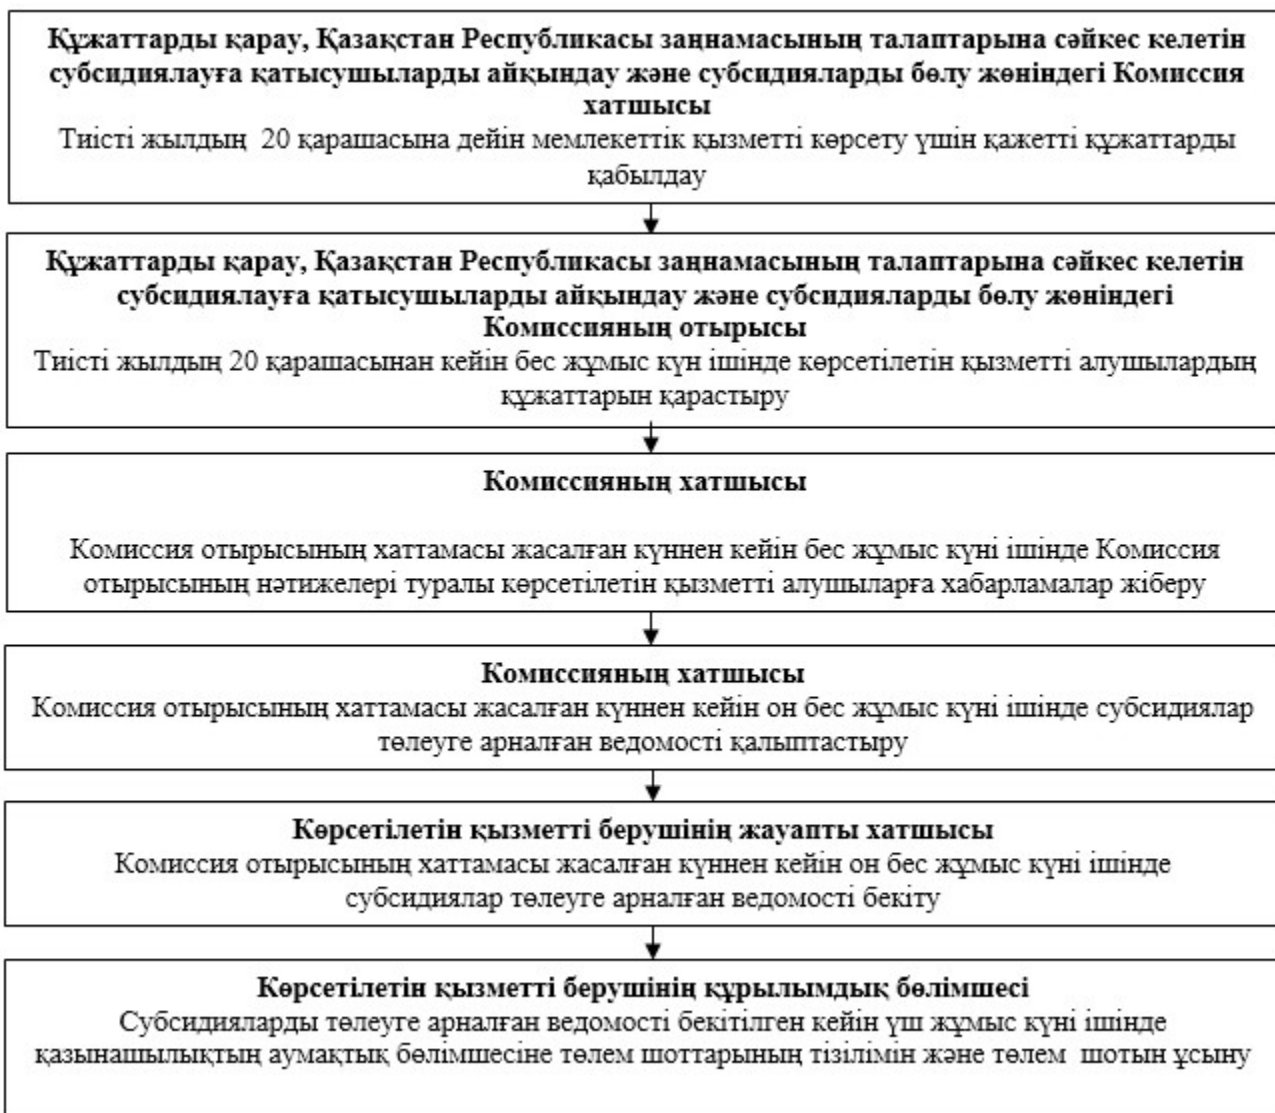 Құжаттарды қарау, Қазақстан Республикасы заңнамасының талаптарына сәйкес келетін
субсидиялауға қатысушыларды айқындау және субсидияларды бөлу жөніндегі Комиссия
хатшысы
Тиісті жылдың 20 қарашасына дейін мемлекеттік қызметті көрсету үшін қажетті құжаттарды
қабылдау
Құжаттарды қарау, Қазақстан Республикасы заңнамасының талаптарына сәйкес келетін
субсидиялауға қатысушыларды айқындау және субсидияларды бөлу жөніндегі
Комиссияның отырысы
Тиісті жылдың 20 қарашасынан кейін бес жұмыс күн ішінде көрсетілетін қызметті алушылардың
құжаттарын қарастыру
Комиссияның хатшысы
Комиссия отырысының хаттамасы жасалған күннен кейін бес жұмыс күні ішінде Комиссия
отырысының нәтижелері туралы көрсетілетін қызметті алушыларға хабарламалар жіберу
Комиссияның хатшысы
Комиссия отырысының хаттамасы жасалған күннен кейін он бес жұмыс күні ішінде субсидиялар
төлеуге арналған ведомості қалыптастыру
Көрсетілетін қызметті берушінің жауапты хатшысы
Комиссия отырысының хаттамасы жасалған күннен кейін он бес жұмыс күні ішінде
субсидиялар төлеуге арналған ведомості бекіту
Көрсетілетін қызметті берушінің құрылымдық бөлімшесі
Субсидияларды төлеуге арналған ведомості бекітілген кейін үш жұмыс күні ішінде
қазынашылықтың аумақтық бөлімшесіне төлем шоттарының тізілімін және төлем шотын ұсыну